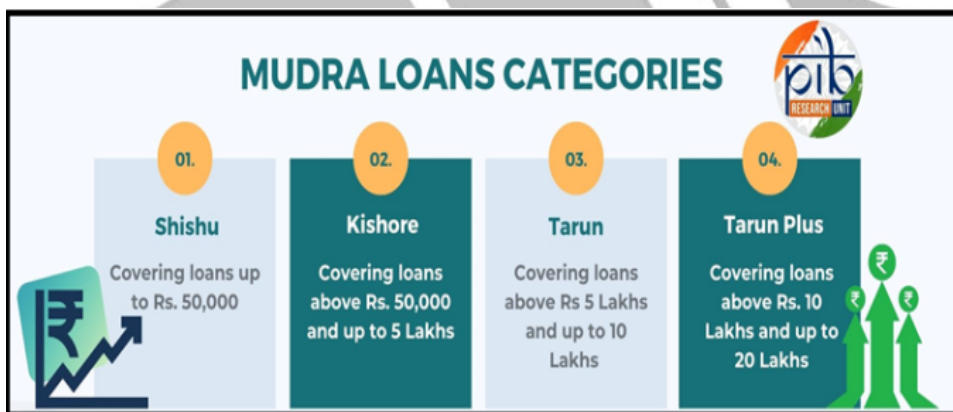 MUDRA LOANS CATEGORIES
pib
RESEARCH UNIT
01.
Shishu
Covering loans up
to Rs. 50,000
02.
Kishore
Covering loans
above Rs. 50,000
and up to 5 Lakhs
03.
Tarun
Covering loans
above Rs 5 Lakhs
and up to 10
Lakhs
04.
Tarun Plus
Covering loans
above Rs. 10
Lakhs and up to
20 Lakhs
₹
₹
₹
₹